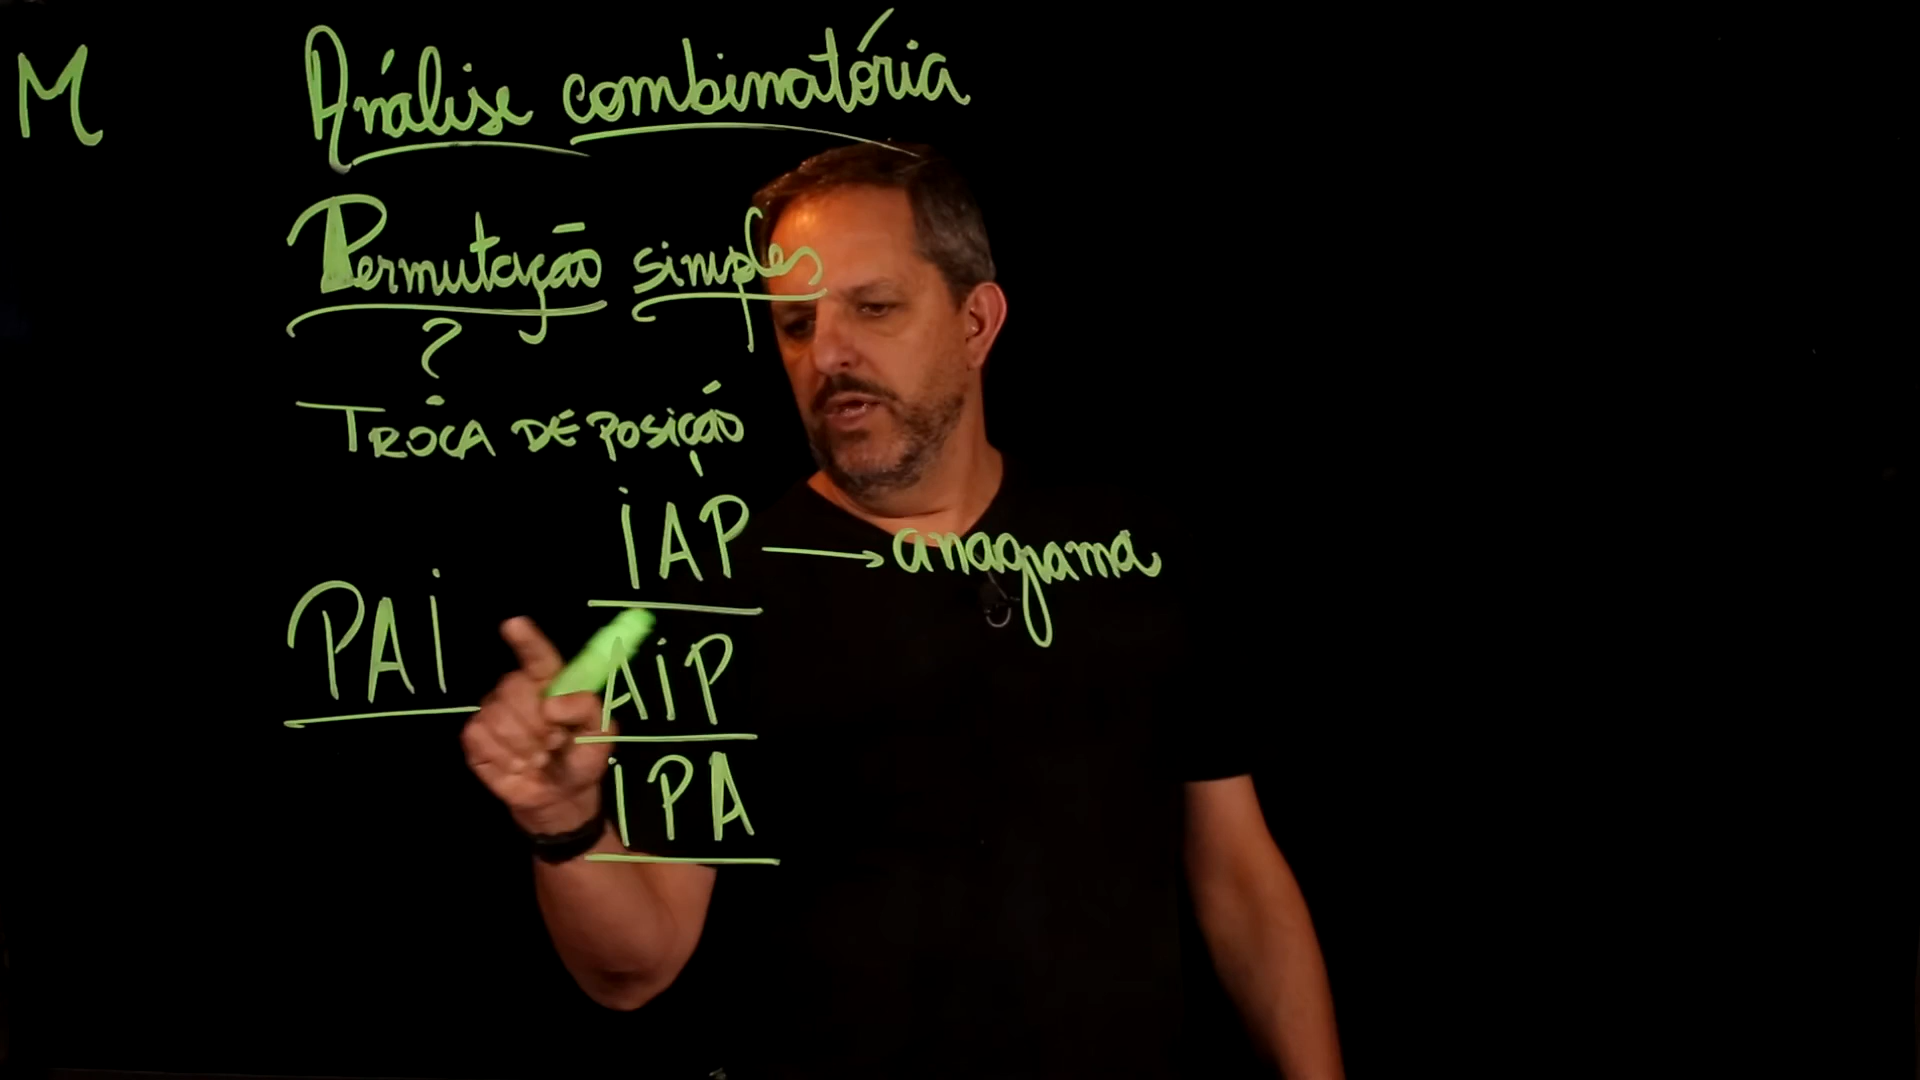 M
Análise combinatória
Permutação simples
?
TROCA DE POSIÇÃO
iAP → anagrama
PAi
AiP
iPA